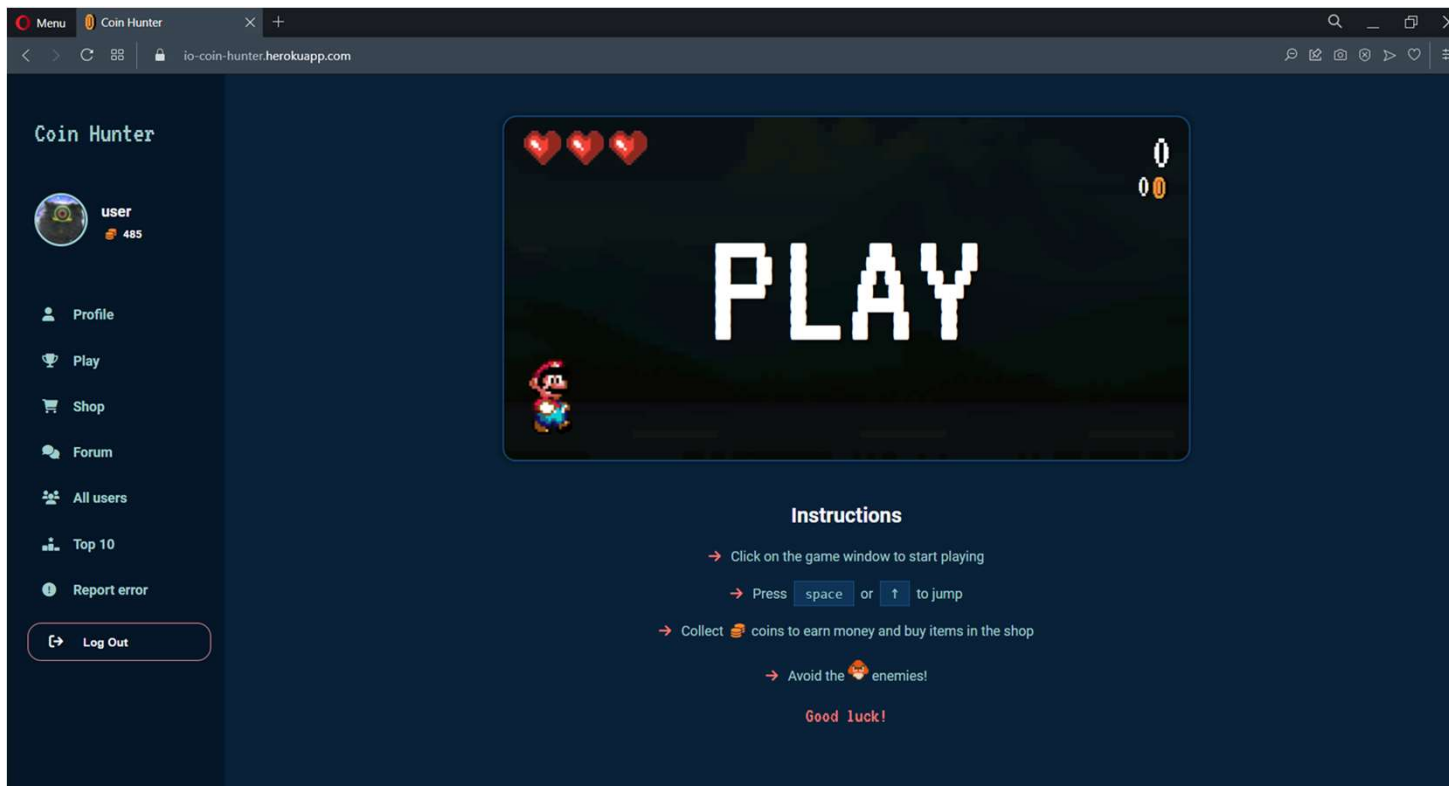 Menu
Coin Hunter
io-coin-hunter.herokuapp.com
Coin Hunter
user
485
Profile
Play
Shop
Forum
All users
Top 10
Report error
Log Out
0
0
PLAY
Instructions
→ Click on the game window to start playing
→ Press space or ↑ to jump
→ Collect coins to earn money and buy items in the shop
→ Avoid the enemies!
Good luck!